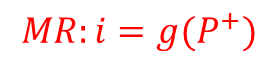 MR: i = g(P⁺)